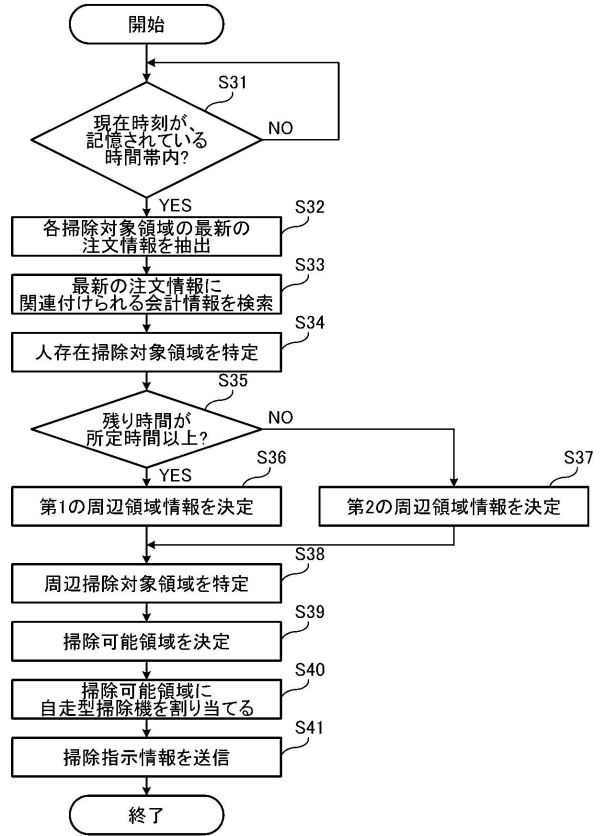 開始
S31
現在時刻が、
記憶されている
時間帯内?
NO
YES
S32
各掃除対象領域の最新の
注文情報を抽出
S33
最新の注文情報に
関連付けられる会計情報を検索
S34
人存在掃除対象領域を特定
S35
残り時間が
所定時間以上?
NO
YES
S36
第1の周辺領域情報を決定
S37
第2の周辺領域情報を決定
S38
周辺掃除対象領域を特定
S39
掃除可能領域を決定
S40
掃除可能領域に
自走型掃除機を割り当てる
S41
掃除指示情報を送信
終了